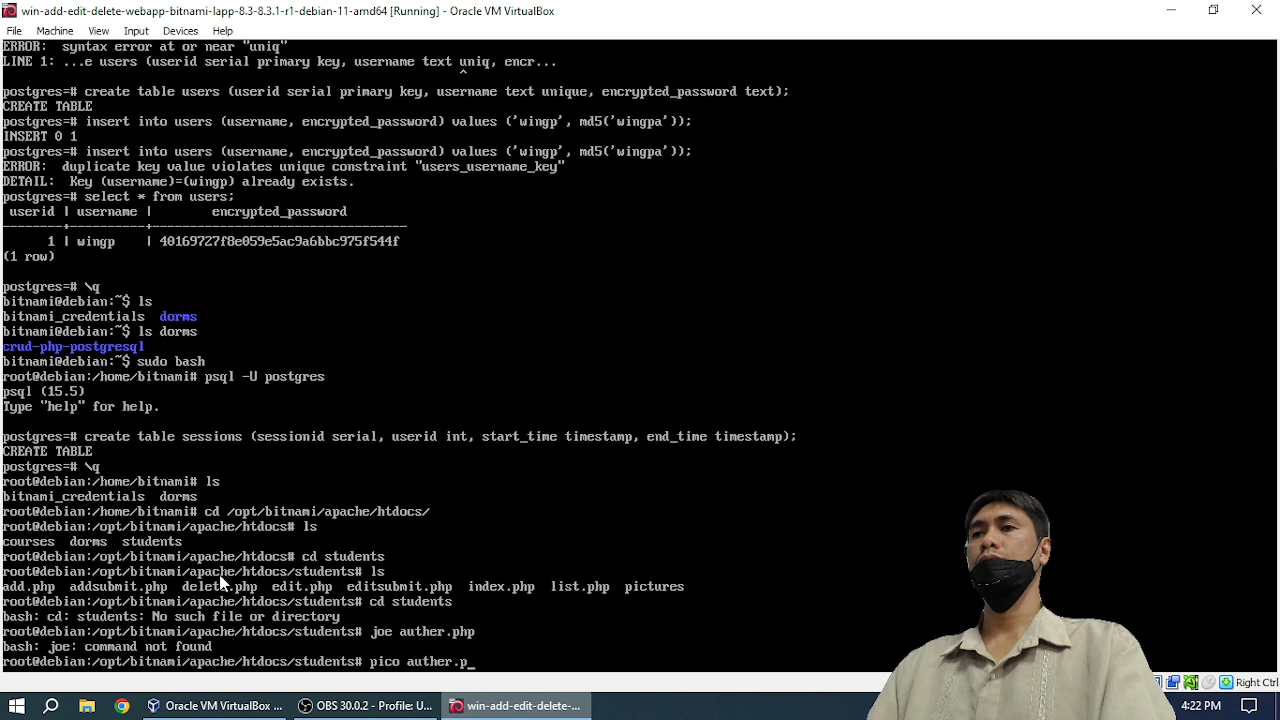 win-add-edit-delete-webapp-bitnami-lapp-8.3-8.3.1-r1-debian-11-amd64 [Running] - Oracle VM VirtualBox
File Machine View Input Devices Help
ERROR:  syntax error at or near "uniq"
LINE 1: ...e users (userid serial primary key, username text uniq, encr...
^
postgres=# create table users (userid serial primary key, username text unique, encrypted_password text);
CREATE TABLE
postgres=# insert into users (username, encrypted_password) values ('wingp', md5('wingpa'));
INSERT 0 1
postgres=# insert into users (username, encrypted_password) values ('wingp', md5('wingpa'));
ERROR:  duplicate key value violates unique constraint "users_username_key"
DETAIL:  Key (username)=(wingp) already exists.
postgres=# select * from users;
userid | username |        encrypted_password
--------+----------+----------------------------------
1 | wingp    | 40169727f8e059e5ac9a6bbc975f544f
(1 row)
postgres=# \q
bitnami@debian:~$ ls
bitnami_credentials  dorms
bitnami@debian:~$ ls dorms
crud-php-postgresql
bitnami@debian:~$ sudo bash
root@debian:/home/bitnami# psql -U postgres
psql (15.5)
Type "help" for help.
postgres=# create table sessions (sessionid serial, userid int, start_time timestamp, end_time timestamp);
CREATE TABLE
postgres=# \q
root@debian:/home/bitnami# ls
bitnami_credentials  dorms
root@debian:/home/bitnami# cd /opt/bitnami/apache/htdocs/
root@debian:/opt/bitnami/apache/htdocs# ls
courses  dorms  students
root@debian:/opt/bitnami/apache/htdocs# cd students
root@debian:/opt/bitnami/apache/htdocs/students# ls
add.php  addsubmit.php  delete.php  edit.php  editsubmit.php  index.php  list.php  pictures
root@debian:/opt/bitnami/apache/htdocs/students# cd students
bash: cd: students: No such file or directory
root@debian:/opt/bitnami/apache/htdocs/students# joe auther.php
bash: joe: command not found
root@debian:/opt/bitnami/apache/htdocs/students# pico auther.p_
Right Ctrl
Oracle VM VirtualBox ... OBS 30.0.2 - Profile: U... win-add-edit-delete-... 4:22 PM